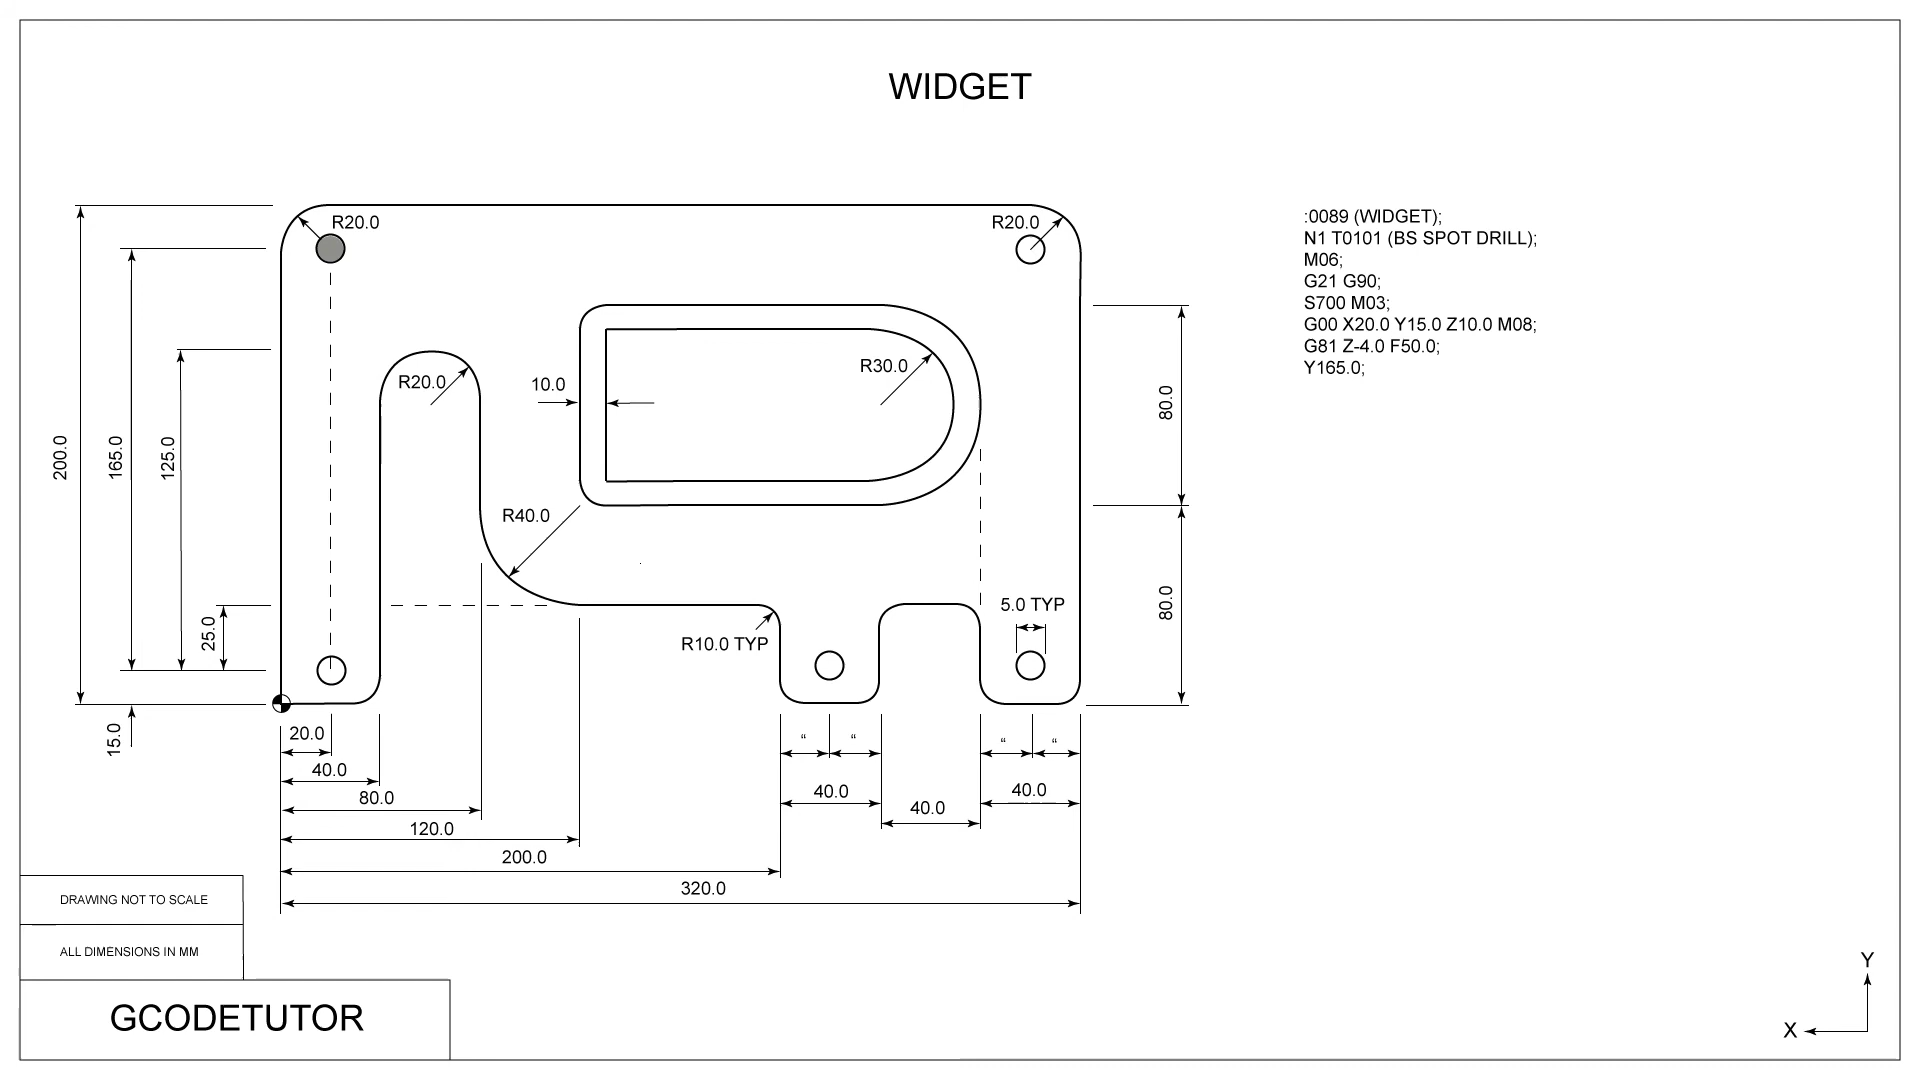 WIDGET
R20.0
R20.0
:0089 (WIDGET);
N1 T0101 (BS SPOT DRILL);
M06;
G21 G90;
S700 M03;
G00 X20.0 Y15.0 Z10.0 M08;
G81 Z-4.0 F50.0;
Y165.0;
R20.0
10.0
R30.0
80.0
200.0
165.0
125.0
R40.0
25.0
R10.0 TYP
5.0 TYP
80.0
15.0
20.0
“ “ “ “
40.0
80.0
40.0
40.0
40.0
120.0
200.0
320.0
DRAWING NOT TO SCALE
ALL DIMENSIONS IN MM
GCODETUTOR
Y
X